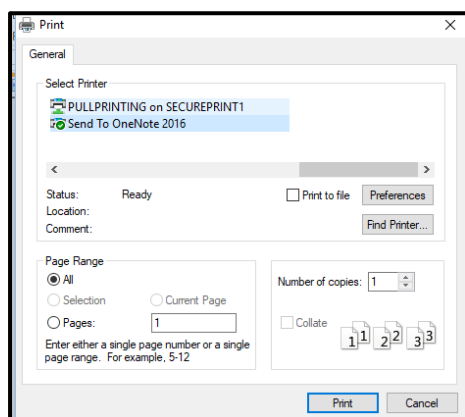 Print
General
Select Printer
PULLPRINTING on SECUREPRINT1
Send To OneNote 2016
Status: Ready
Print to file
Preferences
Location:
Comment:
Find Printer...
Page Range
All
Selection
Current Page
Pages: 1
Enter either a single page number or a single
page range. For example, 5-12
Number of copies: 1
Collate
1 1 2 2 3 3
Print
Cancel